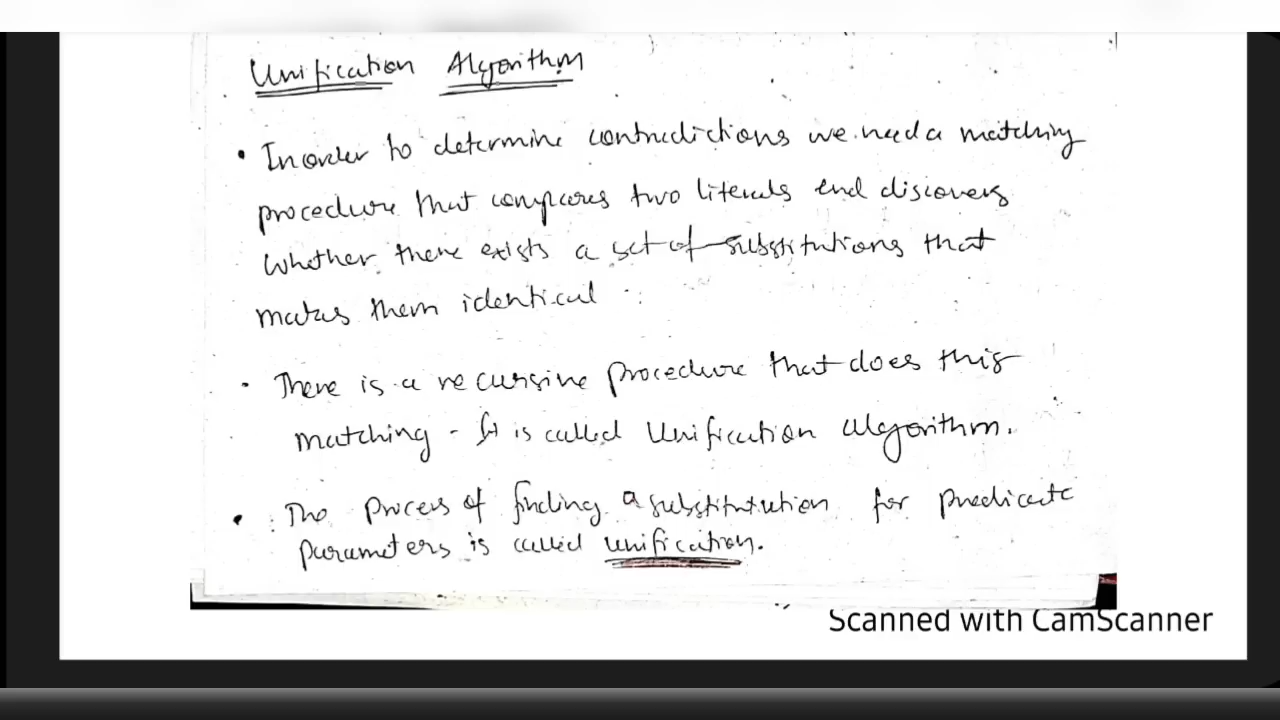 Unification Algorithm
• In order to determine contradictions we need a matching
procedure that compares two literals and discovers
whether there exists a set of substitutions that
makes them identical.
• There is a recursive procedure that does this
matching - It is called Unification algorithm.
• The process of finding a substitution for predicate
parameters is called unification.
Scanned with CamScanner